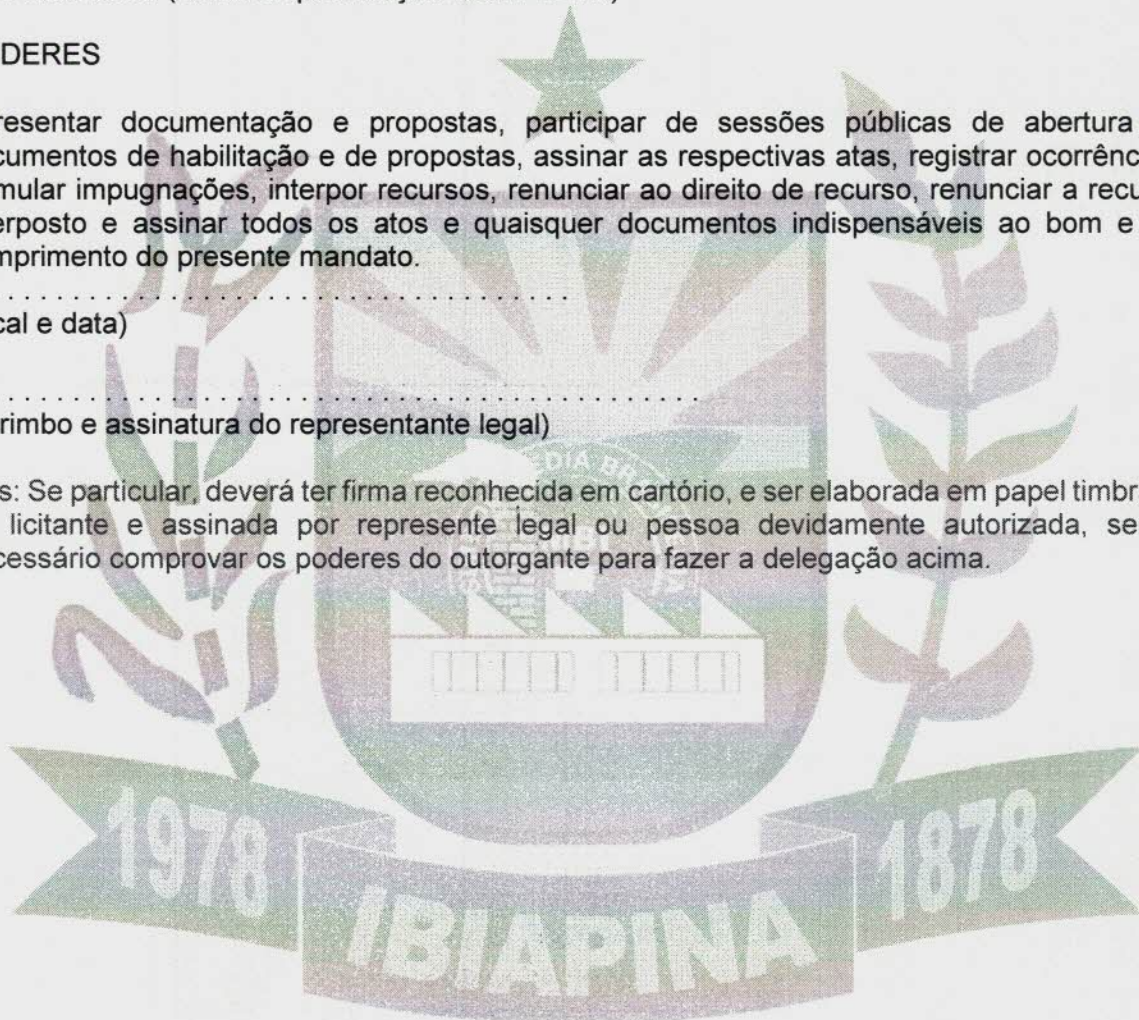 DERES
resentar documentação e propostas, participar de sessões públicas de abertura
cumentos de habilitação e de propostas, assinar as respectivas atas, registrar ocorrênc
mular impugnações, interpor recursos, renunciar ao direito de recurso, renunciar a recu
erposto e assinar todos os atos e quaisquer documentos indispensáveis ao bom e
mprimento do presente mandato.
. . . . . . . . . . . . . . . . . . . . . . . . . . . . . . . . . . . . .
cal e data)
. . . . . . . . . . . . . . . . . . . . . . . . . . . . . . . . . . . . . . . . . . . . . .
rimbo e assinatura do representante legal)
s: Se particular, deverá ter firma reconhecida em cartório, e ser elaborada em papel timbr
licitante e assinada por represente legal ou pessoa devidamente autorizada, se
cessário comprovar os poderes do outorgante para fazer a delegação acima.
1978
1878
IBIAPINA